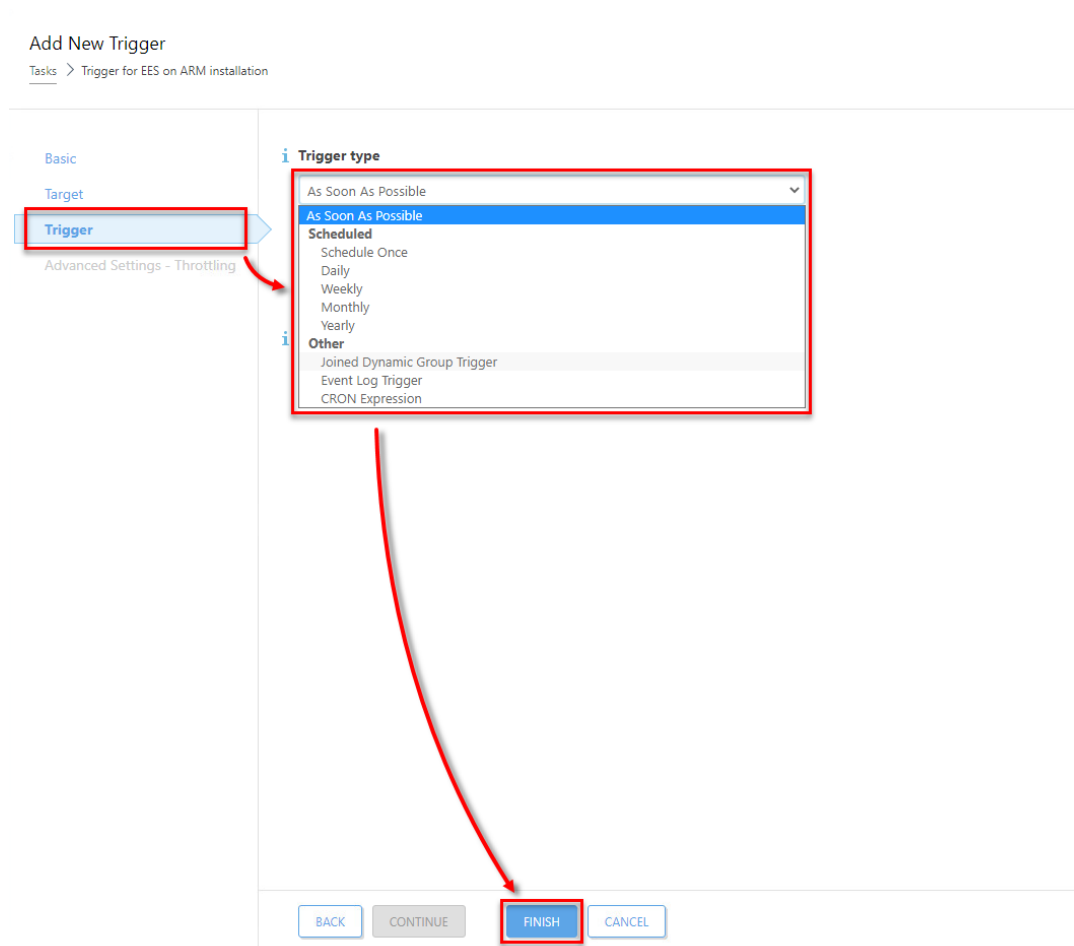 Add New Trigger
Tasks > Trigger for EES on ARM installation
Basic
Target
Trigger
Advanced Settings - Throttling
Trigger type
As Soon As Possible
As Soon As Possible
Scheduled
Schedule Once
Daily
Weekly
Monthly
Yearly
Other
Joined Dynamic Group Trigger
Event Log Trigger
CRON Expression
BACK CONTINUE FINISH CANCEL